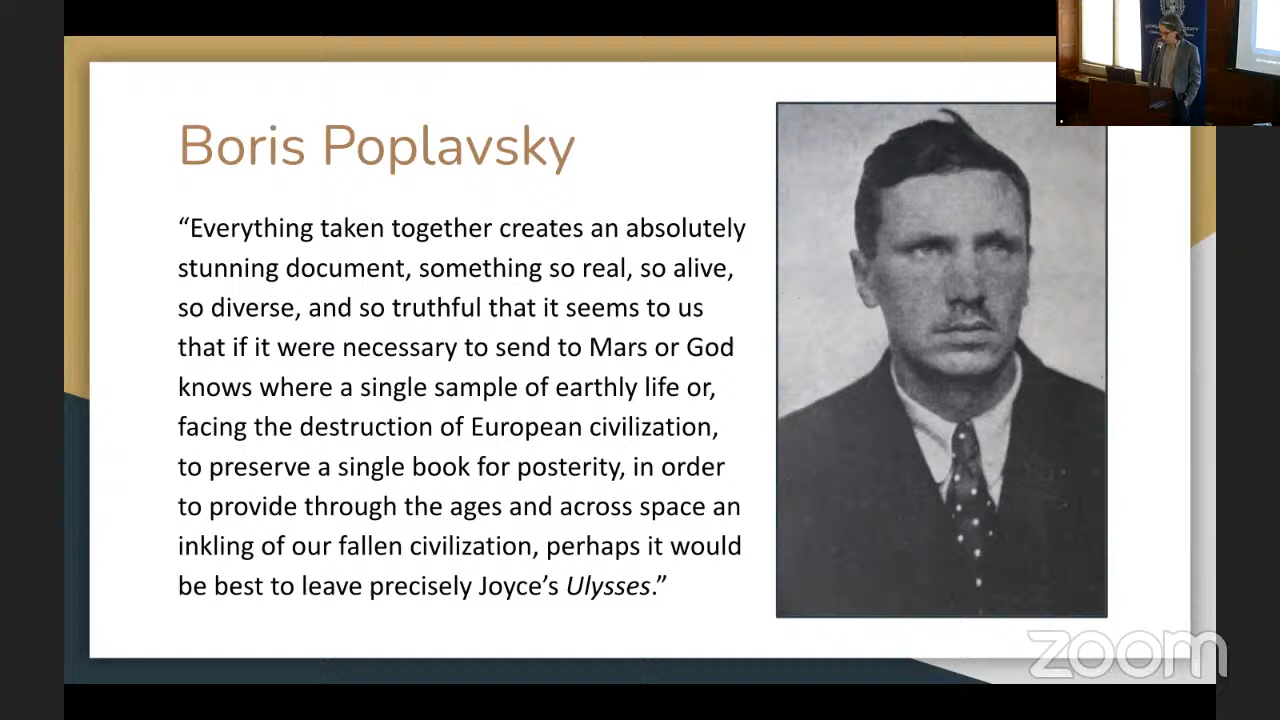 Boris Poplavsky
“Everything taken together creates an absolutely
stunning document, something so real, so alive,
so diverse, and so truthful that it seems to us
that if it were necessary to send to Mars or God
knows where a single sample of earthly life or,
facing the destruction of European civilization,
to preserve a single book for posterity, in order
to provide through the ages and across space an
inkling of our fallen civilization, perhaps it would
be best to leave precisely Joyce’s Ulysses.”
zoom